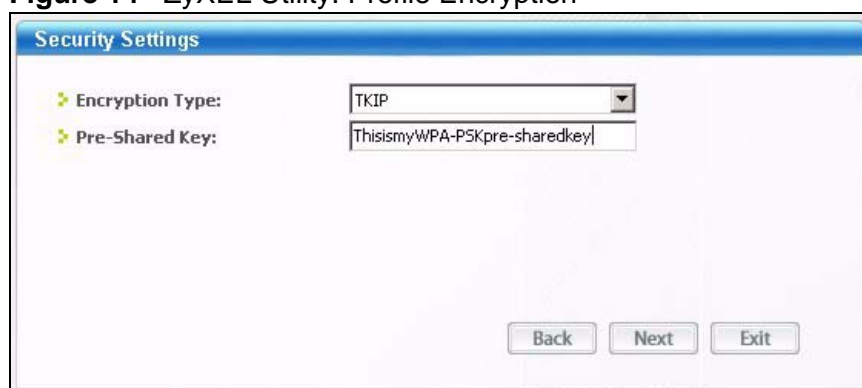 Security Settings
Encryption Type: TKIP
Pre-Shared Key: ThisismyWPA-PSKpre-sharedkey
Back Next Exit